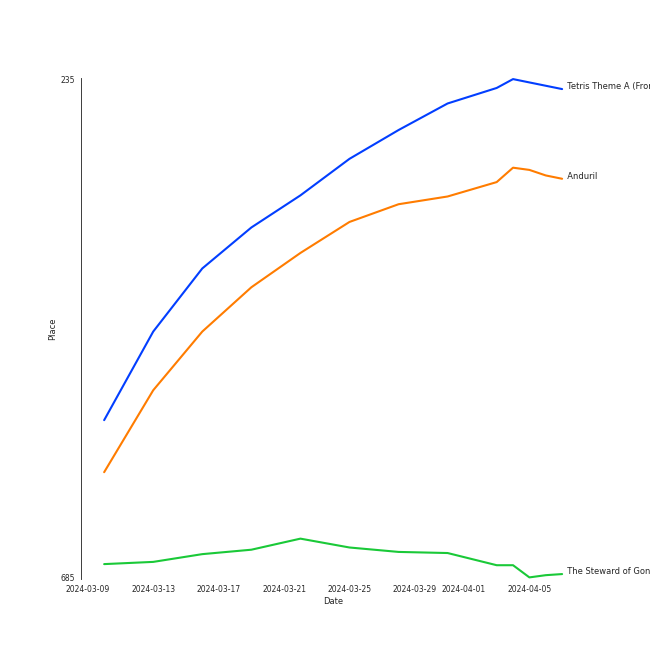 235
Tetris Theme A (Fro
Anduril
Place
The Steward of Gon
685
2024-03-09 2024-03-13 2024-03-17 2024-03-21 2024-03-25 2024-03-29 2024-04-01 2024-04-05
Date